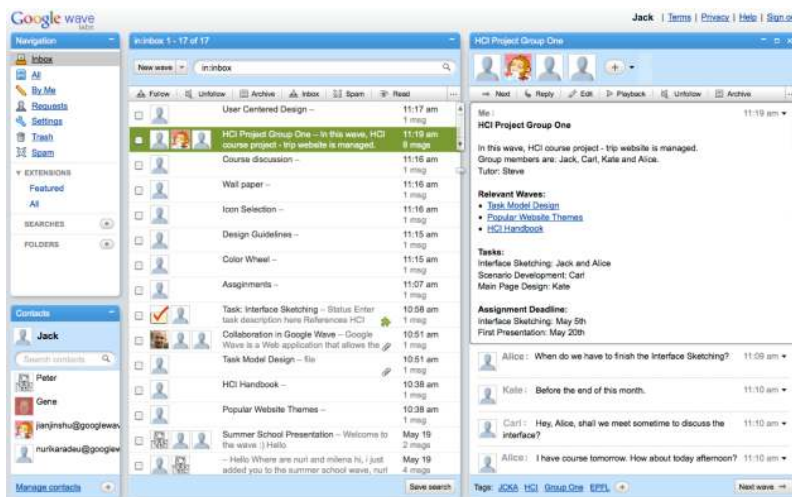 Google wave
labs
Jack | Terms | Privacy | Help | Sign ou
Navigation
Inbox
All
By Me
Requests
Settings
Trash
Spam
EXTENSIONS
Featured
All
SEARCHES
FOLDERS
Contacts
Jack
Search contacts
Peter
Gene
jianjinshu@googlewav
nurikaradeu@googlew
Manage contacts
in:inbox 1 - 17 of 17
New wave in:inbox
Follow Unfollow Archive Inbox Spam Read ...
User Centered Design – 11:17 am
1 msg
HCI Project Group One – In this wave, HCI 11:19 am
course project - trip website is managed. 8 msgs
Course discussion – 11:16 am
1 msg
Wall paper – 11:16 am
1 msg
Icon Selection – 11:16 am
1 msg
Design Guidelines – 11:15 am
1 msg
Color Wheel – 11:15 am
1 msg
Assignments – 11:07 am
1 msg
Task: Interface Sketching – Status Enter 10:58 am
task description here References HCI 1 msg
Collaboration in Google Wave – Google 10:51 am
Wave is a Web application that allows the 1 msg
Task Model Design – file 10:51 am
1 msg
HCI Handbook – 10:38 am
1 msg
Popular Website Themes – 10:38 am
1 msg
Summer School Presentation – Welcome to May 19
the wave :) Hello 2 msgs
– Hello Where are nuri and milena hi, i just May 19
added you to the summer school wave, nuri 4 msgs
Save search
HCI Project Group One
Next Reply Edit Playback Unfollow Archive ...
Me : 11:19 am
HCI Project Group One
In this wave, HCI course project - trip website is managed.
Group members are: Jack, Carl, Kate and Alice.
Tutor: Steve
Relevant Waves:
• Task Model Design
• Popular Website Themes
• HCI Handbook
Tasks:
Interface Sketching: Jack and Alice
Scenario Development: Carl
Main Page Design: Kate
Assignment Deadline:
Interface Sketching: May 5th
First Presentation: May 20th
Alice : When do we have to finish the Interface Sketching? 11:09 am
Kate : Before the end of this month. 11:10 am
Carl : Hey, Alice, shall we meet sometime to discuss the 11:10 am
interface?
Alice : I have course tomorrow. How about today afternoon? 11:10 am
Tags: JCKA HCI Group One EPFL Next wave